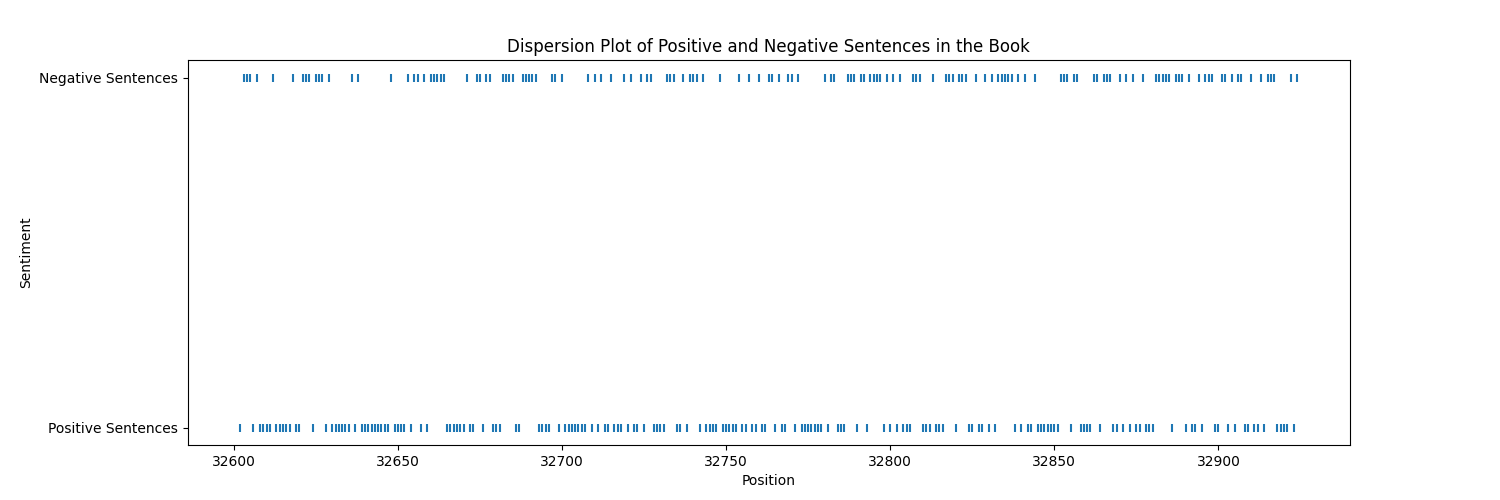 Dispersion Plot of Positive and Negative Sentences in the Book
Negative Sentences
Sentiment
Positive Sentences
32600 32650 32700 32750 32800 32850 32900
Position